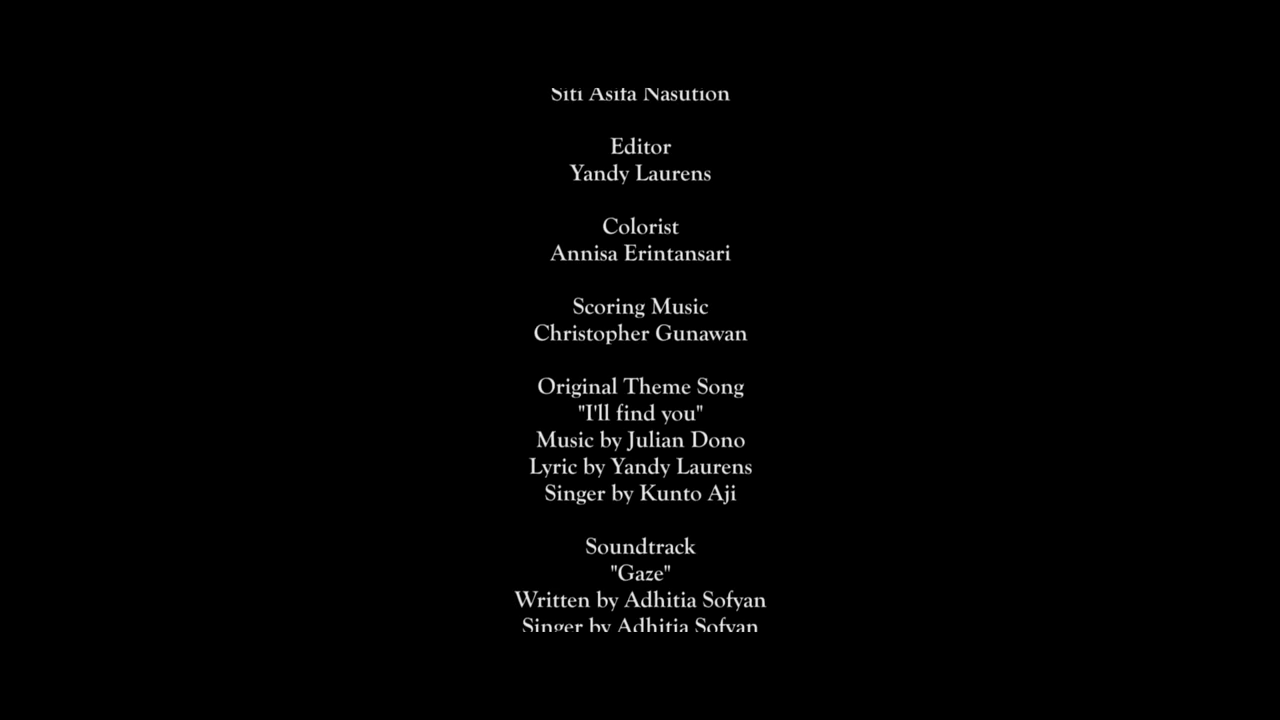 Siti Asifa Nasution
Editor
Yandy Laurens
Colorist
Annisa Erintansari
Scoring Music
Christopher Gunawan
Original Theme Song
"I'll find you"
Music by Julian Dono
Lyric by Yandy Laurens
Singer by Kunto Aji
Soundtrack
"Gaze"
Written by Adhitia Sofyan
Singer by Adhitia Sofyan